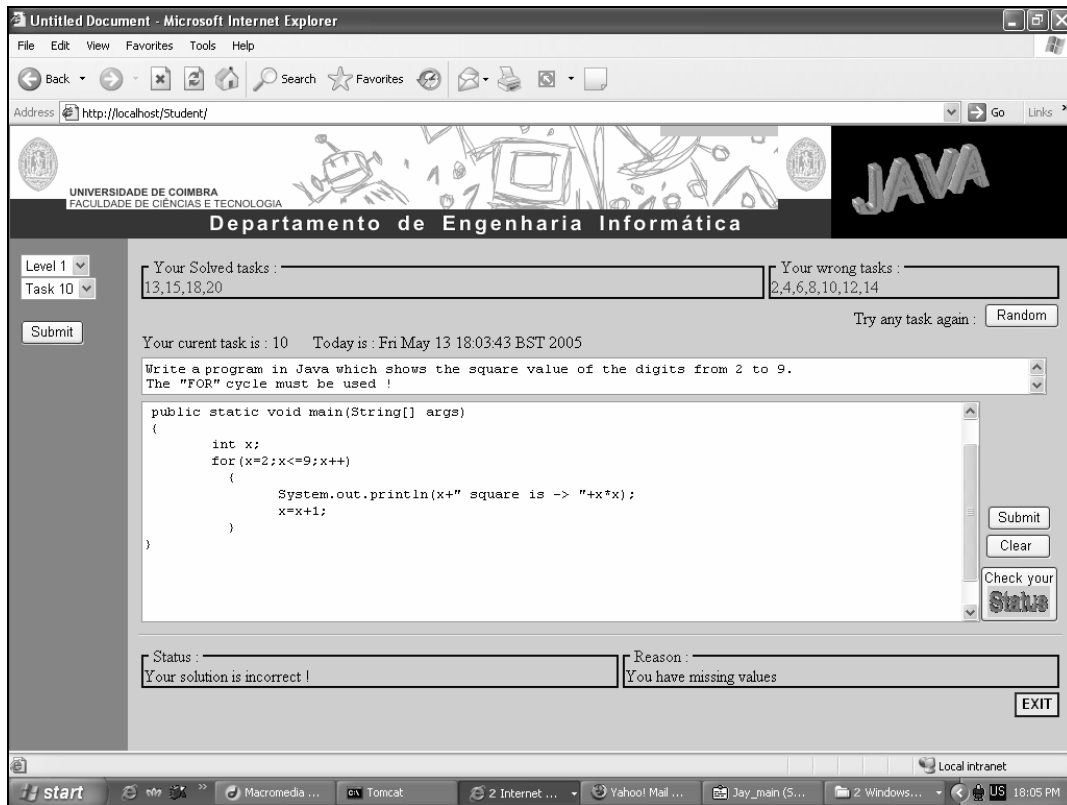 Untitled Document - Microsoft Internet Explorer
File Edit View Favorites Tools Help
Back Search Favorites
Address http://localhost/Student/ Go Links »
UNIVERSIDADE DE COIMBRA
FACULDADE DE CIÊNCIAS E TECNOLOGIA
JAVA
Departamento de Engenharia Informática
Level 1
Task 10
Submit
Your Solved tasks :
13,15,18,20
Your wrong tasks :
2,4,6,8,10,12,14
Try any task again : Random
Your curent task is : 10 Today is : Fri May 13 18:03:43 BST 2005
Write a program in Java which shows the square value of the digits from 2 to 9.
The "FOR" cycle must be used !
public static void main(String[] args)
{
int x;
for(x=2;x<=9;x++)
{
System.out.println(x+" square is -> "+x*x);
x=x+1;
}
}
Submit
Clear
Check your
Status
Status :
Your solution is incorrect !
Reason :
You have missing values
EXIT
Local intranet
start » Macromedia ... Tomcat 2 Internet ... Yahoo! Mail ... Jay_main (S... 2 Windows... US 18:05 PM